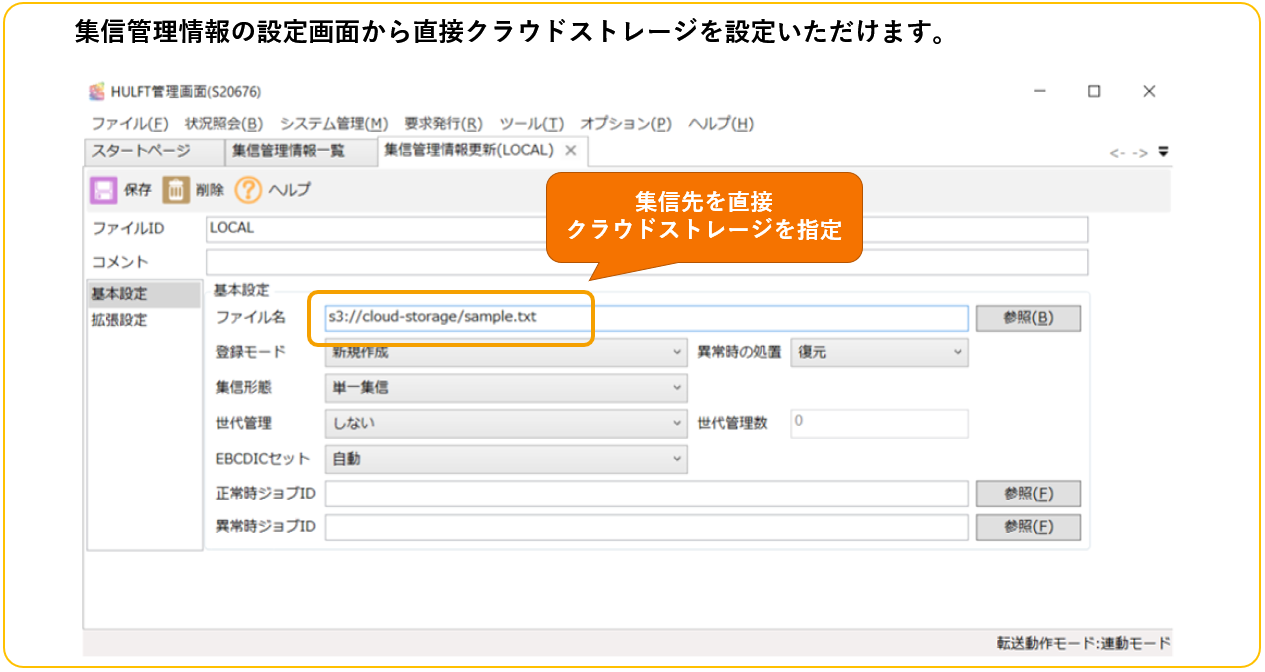 集信管理情報の設定画面から直接クラウドストレージを設定いただけます。
HULFT管理画面(S20676)
ファイル(F) 状況照会(B) システム管理(M) 要求発行(R) ツール(T) オプション(P) ヘルプ(H)
スタートページ 集信管理情報一覧 集信管理情報更新(LOCAL)
<- ->
保存 削除 ヘルプ
集信先を直接
クラウドストレージを指定
ファイルID LOCAL
コメント
基本設定
拡張設定
基本設定
ファイル名 s3://cloud-storage/sample.txt 参照(B)
登録モード 新規作成 異常時の処置 復元
集信形態 単一集信
世代管理 しない 世代管理数 0
EBCDICセット 自動
正常時ジョブID 参照(F)
異常時ジョブID 参照(F)
転送動作モード:連動モード